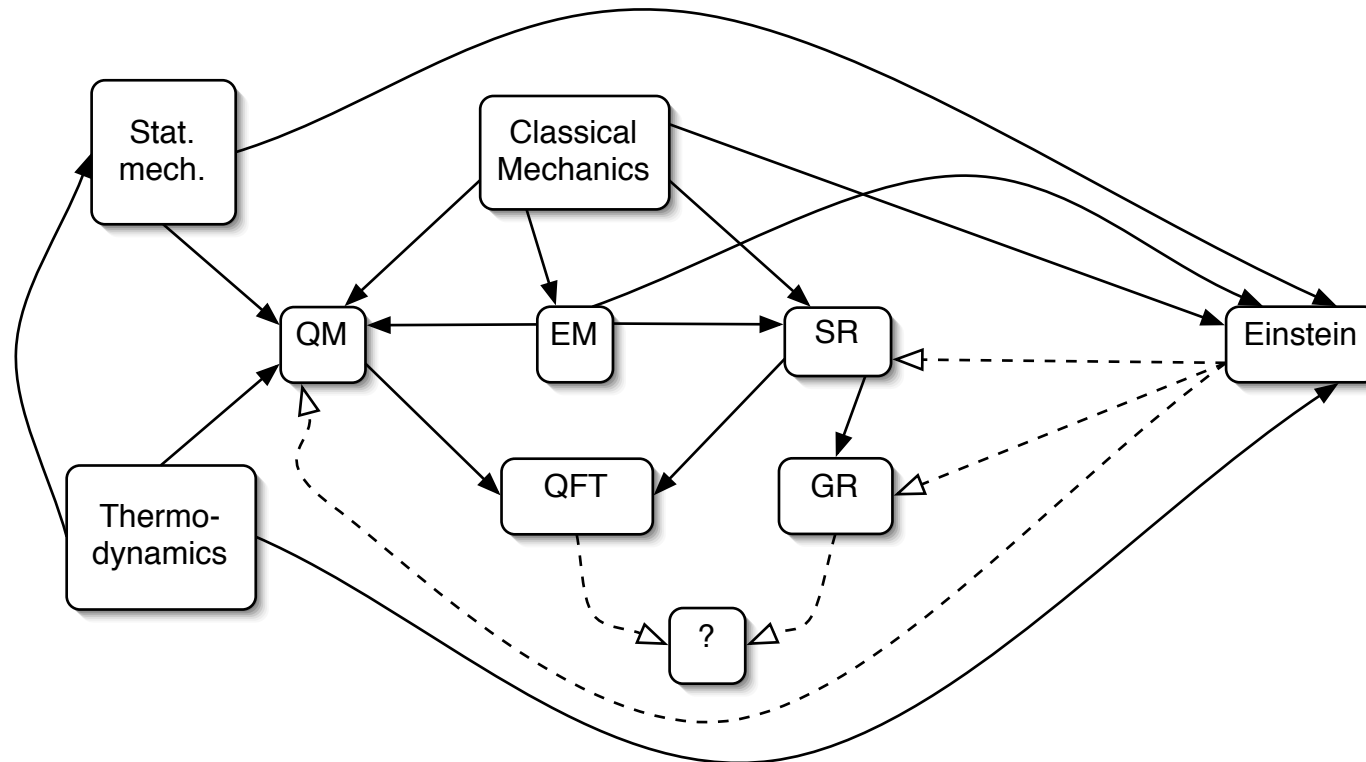 Stat.
mech.
Classical
Mechanics
QM
EM
SR
Einstein
Thermo-
dynamics
QFT
GR
?